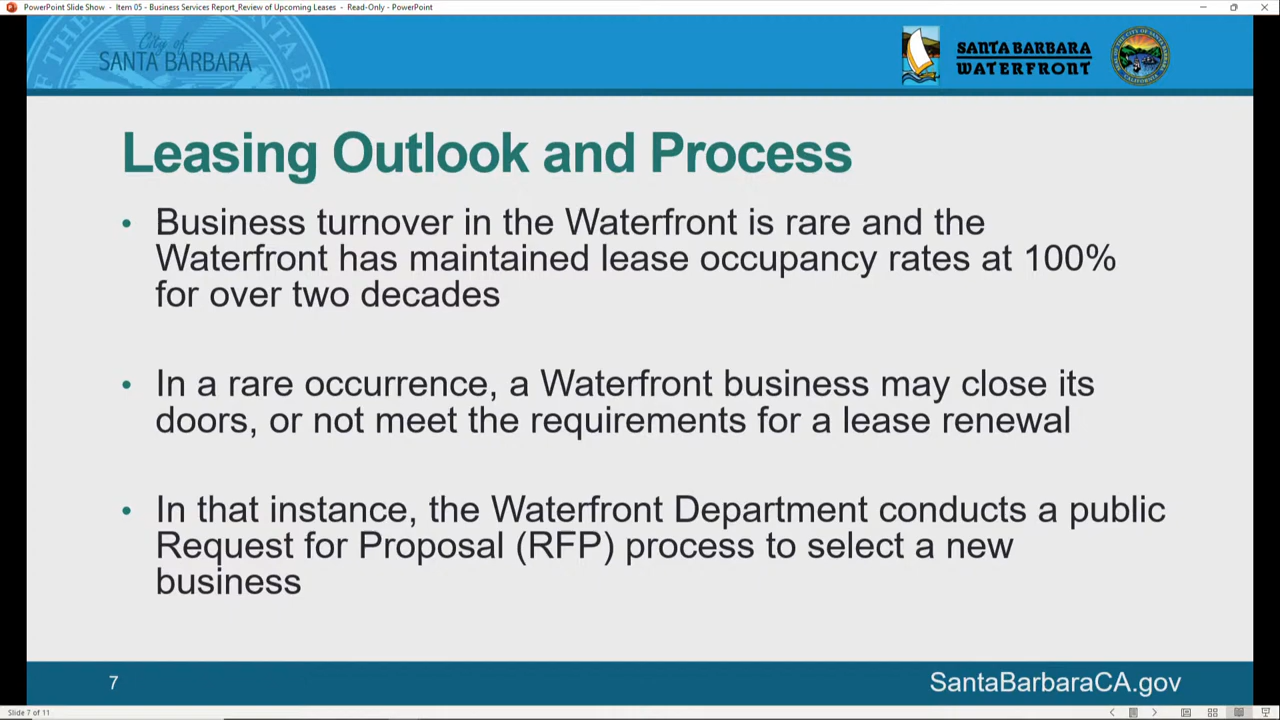 PowerPoint Slide Show - Item 05 - Business Services Report_Review of Upcoming Leases - Read-Only - PowerPoint
City of
SANTA BARBARA
SANTA BARBARA
WATERFRONT
Leasing Outlook and Process
• Business turnover in the Waterfront is rare and the
Waterfront has maintained lease occupancy rates at 100%
for over two decades
• In a rare occurrence, a Waterfront business may close its
doors, or not meet the requirements for a lease renewal
• In that instance, the Waterfront Department conducts a public
Request for Proposal (RFP) process to select a new
business
7
SantaBarbaraCA.gov
Slide 7 of 11